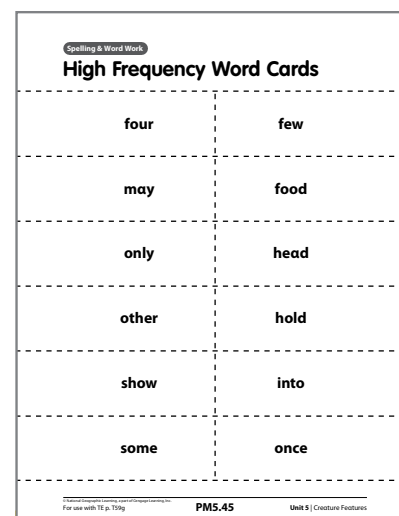 Spelling & Word Work
High Frequency Word Cards
four few
may food
only head
other hold
show into
some once
© National Geographic Learning, a part of Cengage Learning, Inc.
For use with TE p. T59g PM5.45 Unit 5 | Creature Features